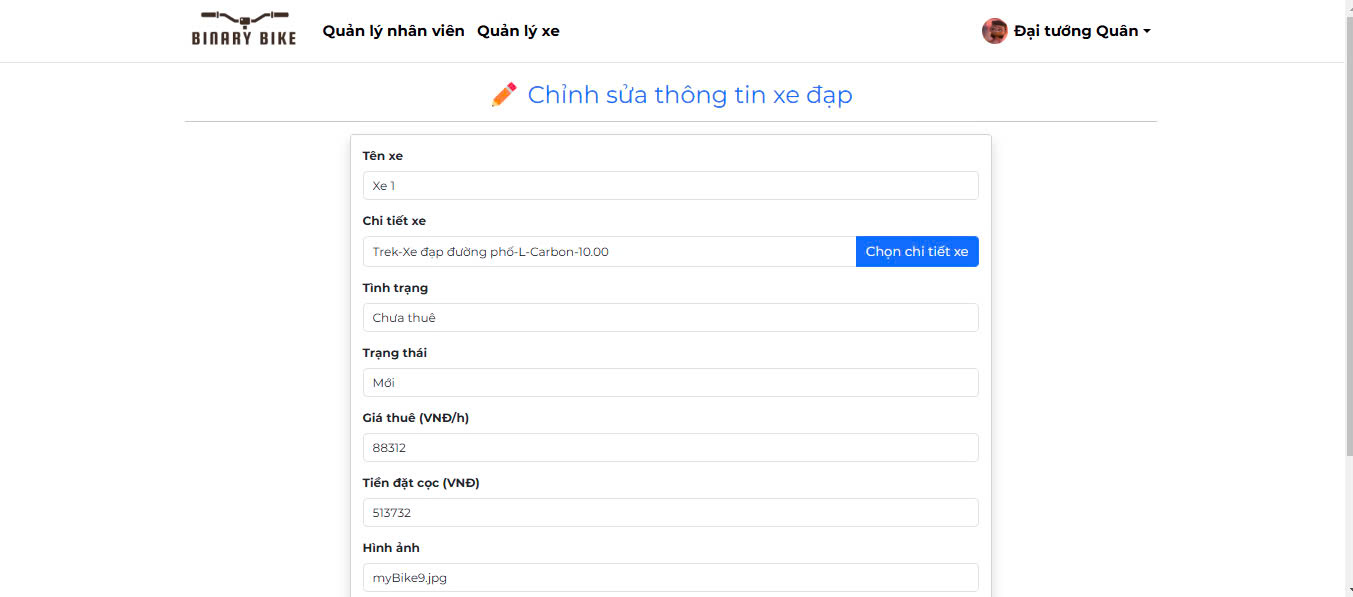 BINARY BIKE
Quản lý nhân viên
Quản lý xe
Đại tướng Quân
Chỉnh sửa thông tin xe đạp
Tên xe
Xe 1
Chi tiết xe
Trek-Xe đạp đường phố-L-Carbon-10.00
Chọn chi tiết xe
Tình trạng
Chưa thuê
Trạng thái
Mới
Giá thuê (VNĐ/h)
88312
Tiền đặt cọc (VNĐ)
513732
Hình ảnh
myBike9.jpg